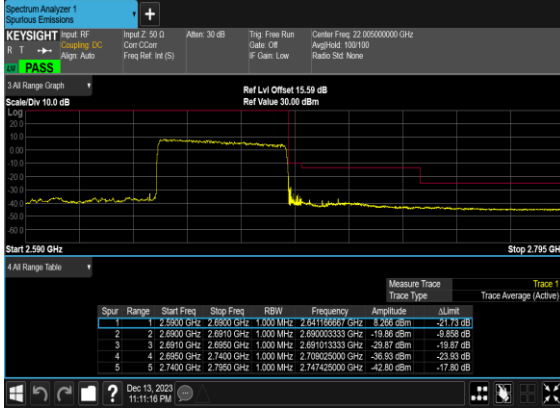 Spectrum Analyzer 1
Spurious Emissions
+
KEYSIGHT Input: RF Input Z: 50 Ω Atten: 30 dB Trig: Free Run Center Freq: 22.005000000 GHz
R T Coupling: DC Corr CCorr Gate: Off Avg|Hold: 100/100
Align: Auto Freq Ref: Int (S) IF Gain: Low Radio Std: None
LXI PASS
3.All Range Graph
Ref Lvl Offset 15.59 dB
Scale/Div 10.0 dB Ref Value 30.00 dBm
Log
20.0
10.0
0.00
-10.0
-20.0
-30.0
-40.0
-50.0
-60.0
Start 2.590 GHz Stop 2.795 GH
4.All Range Table
Measure Trace Trace 1
Trace Type Trace Average (Active)
Spur Range Start Freq Stop Freq RBW Frequency Amplitude ΔLimit
1 1 2.5900 GHz 2.6900 GHz 1.000 MHz 2.641166667 GHz 8.266 dBm -21.73 dB
2 2 2.6900 GHz 2.6910 GHz 1.000 MHz 2.690003333 GHz -19.86 dBm -9.858 dB
3 3 2.6910 GHz 2.6950 GHz 1.000 MHz 2.691013333 GHz -29.87 dBm -19.87 dB
4 4 2.6950 GHz 2.7400 GHz 1.000 MHz 2.709025000 GHz -36.93 dBm -23.93 dB
5 5 2.7400 GHz 2.7950 GHz 1.000 MHz 2.747425000 GHz -42.80 dBm -17.80 dB
?
Dec 13, 2023
11:11:16 PM